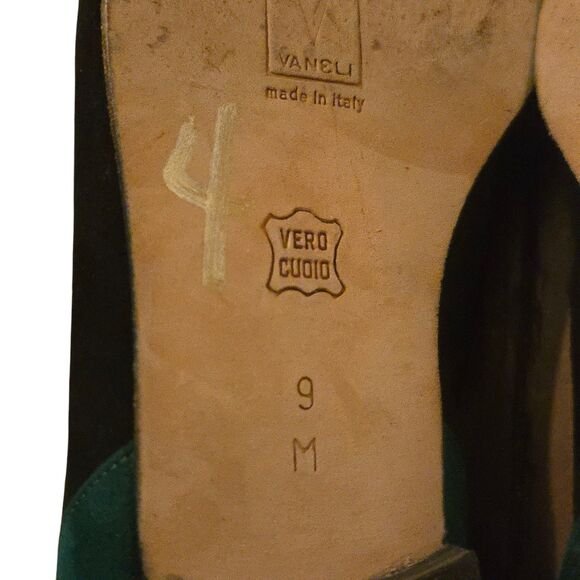 VANELI
made in italy
4
VERO
CUOIO
9
M